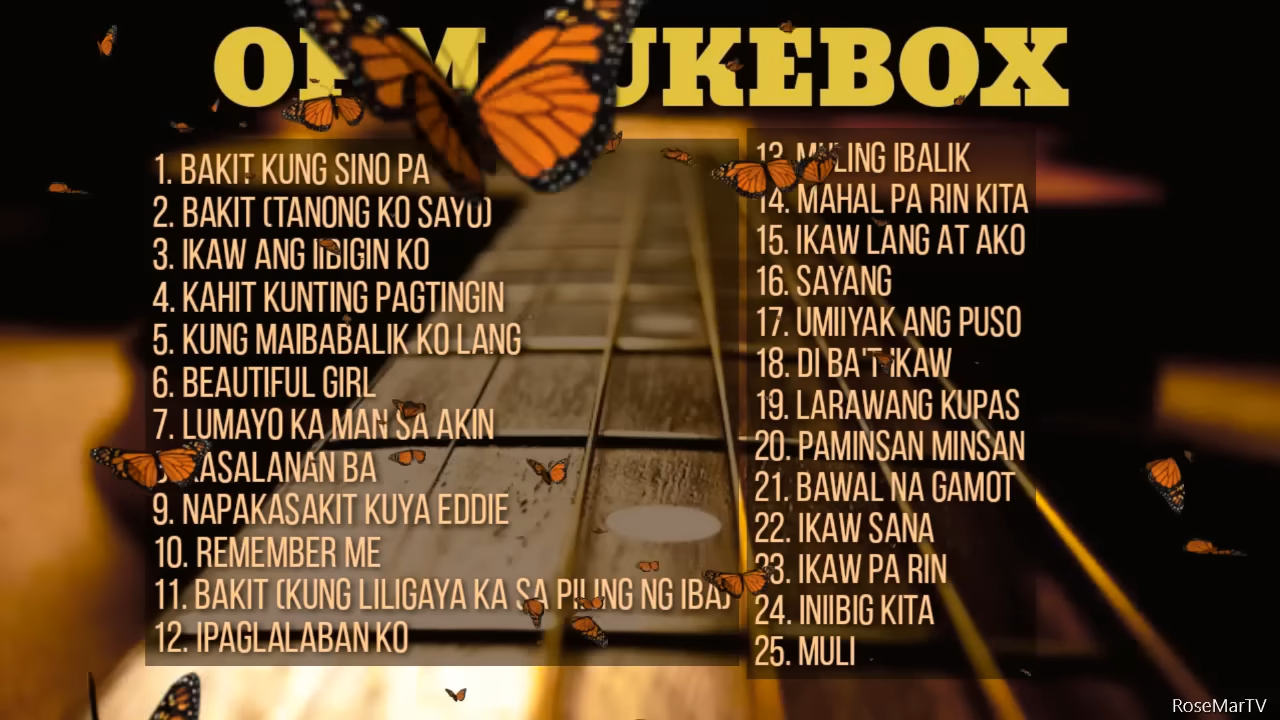 OPM JUKEBOX
1. BAKIT KUNG SINO PA
2. BAKIT (TANONG KO SAYO)
3. IKAW ANG IIBIGIN KO
4. KAHIT KUNTING PAGTINGIN
5. KUNG MAIBABALIK KO LANG
6. BEAUTIFUL GIRL
7. LUMAYO KA MAN SA AKIN
8. KASALANAN BA
9. NAPAKASAKIT KUYA EDDIE
10. REMEMBER ME
11. BAKIT (KUNG LILIGAYA KA SA PILING NG IBA)
12. IPAGLALABAN KO
13. MULING IBALIK
14. MAHAL PA RIN KITA
15. IKAW LANG AT AKO
16. SAYANG
17. UMIIYAK ANG PUSO
18. DI BA'T IKAW
19. LARAWANG KUPAS
20. PAMINSAN MINSAN
21. BAWAL NA GAMOT
22. IKAW SANA
23. IKAW PA RIN
24. INIIBIG KITA
25. MULI
RoseMarTV